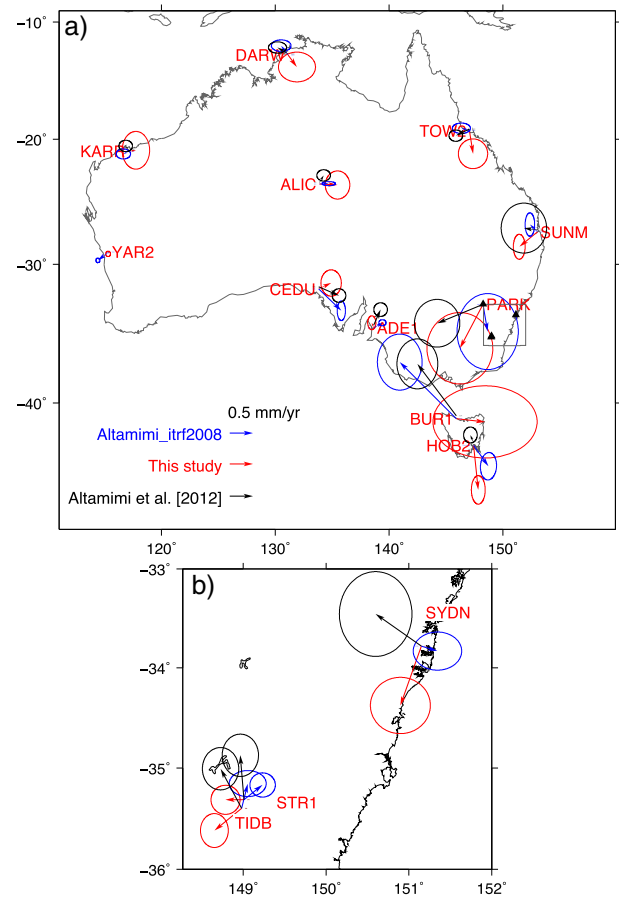 a)
−10°
DARW
TOW2
−20°
KARR
ALIC
SUNM
YAR2
−30°
CEDU
PARK
ADE1
0.5 mm/yr
−40°
BUR1
Altamimi_itrf2008
HOB2
This study
Altamimi et al. [2012]
120° 130° 140° 150°
−33°
b)
SYDN
−34°
−35°
STR1
TIDB
−36°
149° 150° 151° 152°